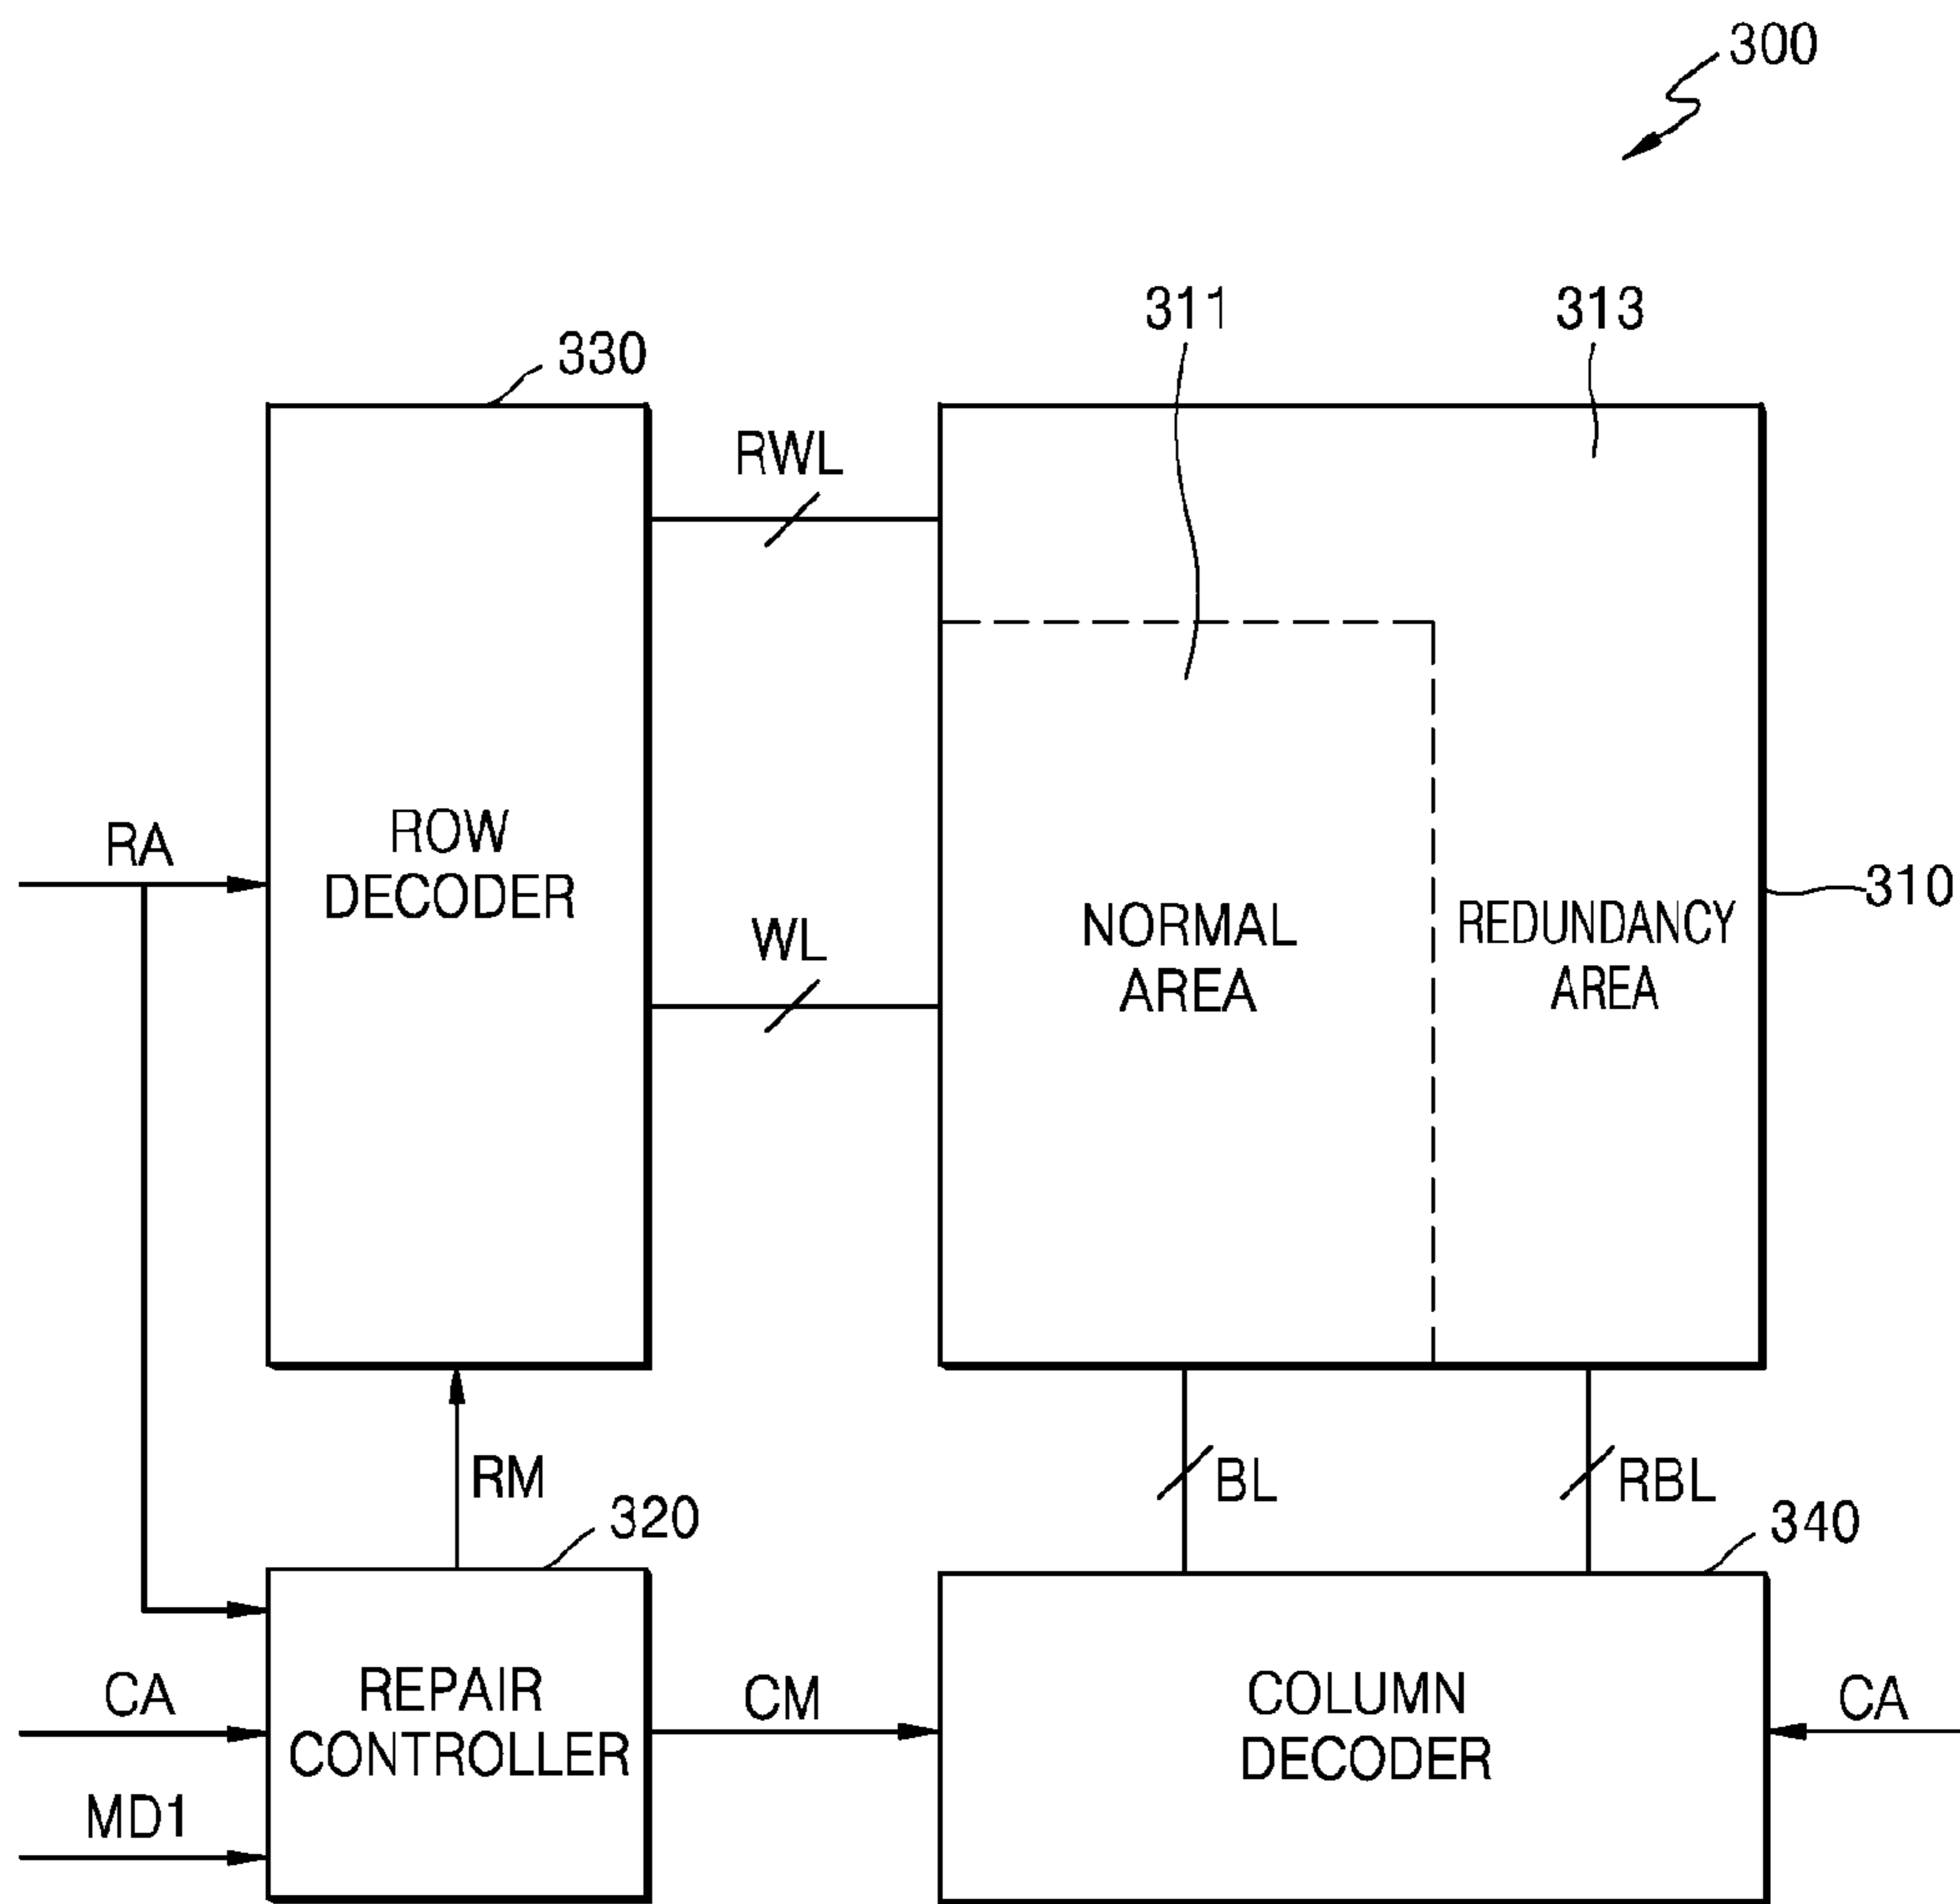 300
311
313
330
RWL
RA
ROW
DECODER
WL
NORMAL
AREA
REDUNDANCY
AREA
310
RM
BL
RBL
320
340
CA
REPAIR
CONTROLLER
CM
COLUMN
DECODER
CA
MD1